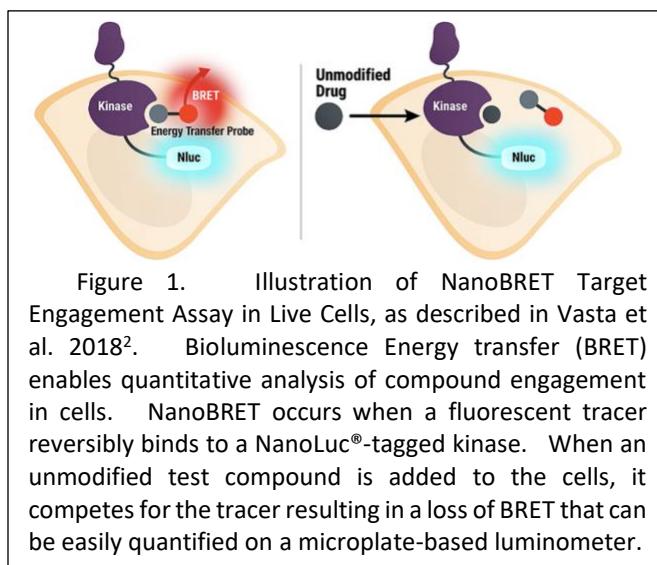 Kinase
BRET
Energy Transfer Probe
Nluc
Unmodified
Drug
Kinase
Nluc
Figure 1. Illustration of NanoBRET Target
Engagement Assay in Live Cells, as described in Vasta
et al. 2018². Bioluminescence Energy transfer (BRET)
enables quantitative analysis of compound engagement
in cells. NanoBRET occurs when a fluorescent tracer
reversibly binds to a NanoLuc®-tagged kinase. When an
unmodified test compound is added to the cells, it
competes for the tracer resulting in a loss of BRET that can
be easily quantified on a microplate-based luminometer.